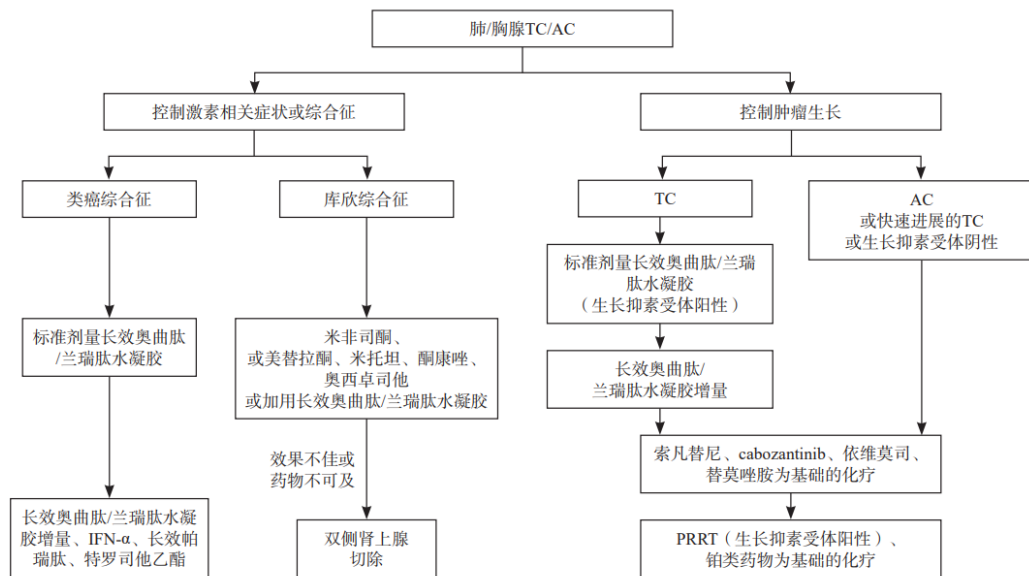 肺/胸腺TC/AC
控制激素相关症状或综合征
控制肿瘤生长
类癌综合征
库欣综合征
TC
AC
或快速进展的TC
或生长抑素受体阴性
标准剂量长效奥曲肽/兰瑞
肽水凝胶
（生长抑素受体阳性）
标准剂量长效奥曲肽
/兰瑞肽水凝胶
米非司酮、
或美替拉酮、米托坦、酮康唑、
奥西卓司他
或加用长效奥曲肽/兰瑞肽水凝胶
长效奥曲肽/
兰瑞肽水凝胶增量
效果不佳或
药物不可及
索凡替尼、cabozantinib、依维莫司、
替莫唑胺为基础的化疗
长效奥曲肽/兰瑞肽水凝
胶增量、IFN-α、长效帕
瑞肽、特罗司他乙酯
双侧肾上腺
切除
PRRT（生长抑素受体阳性）、
铂类药物为基础的化疗